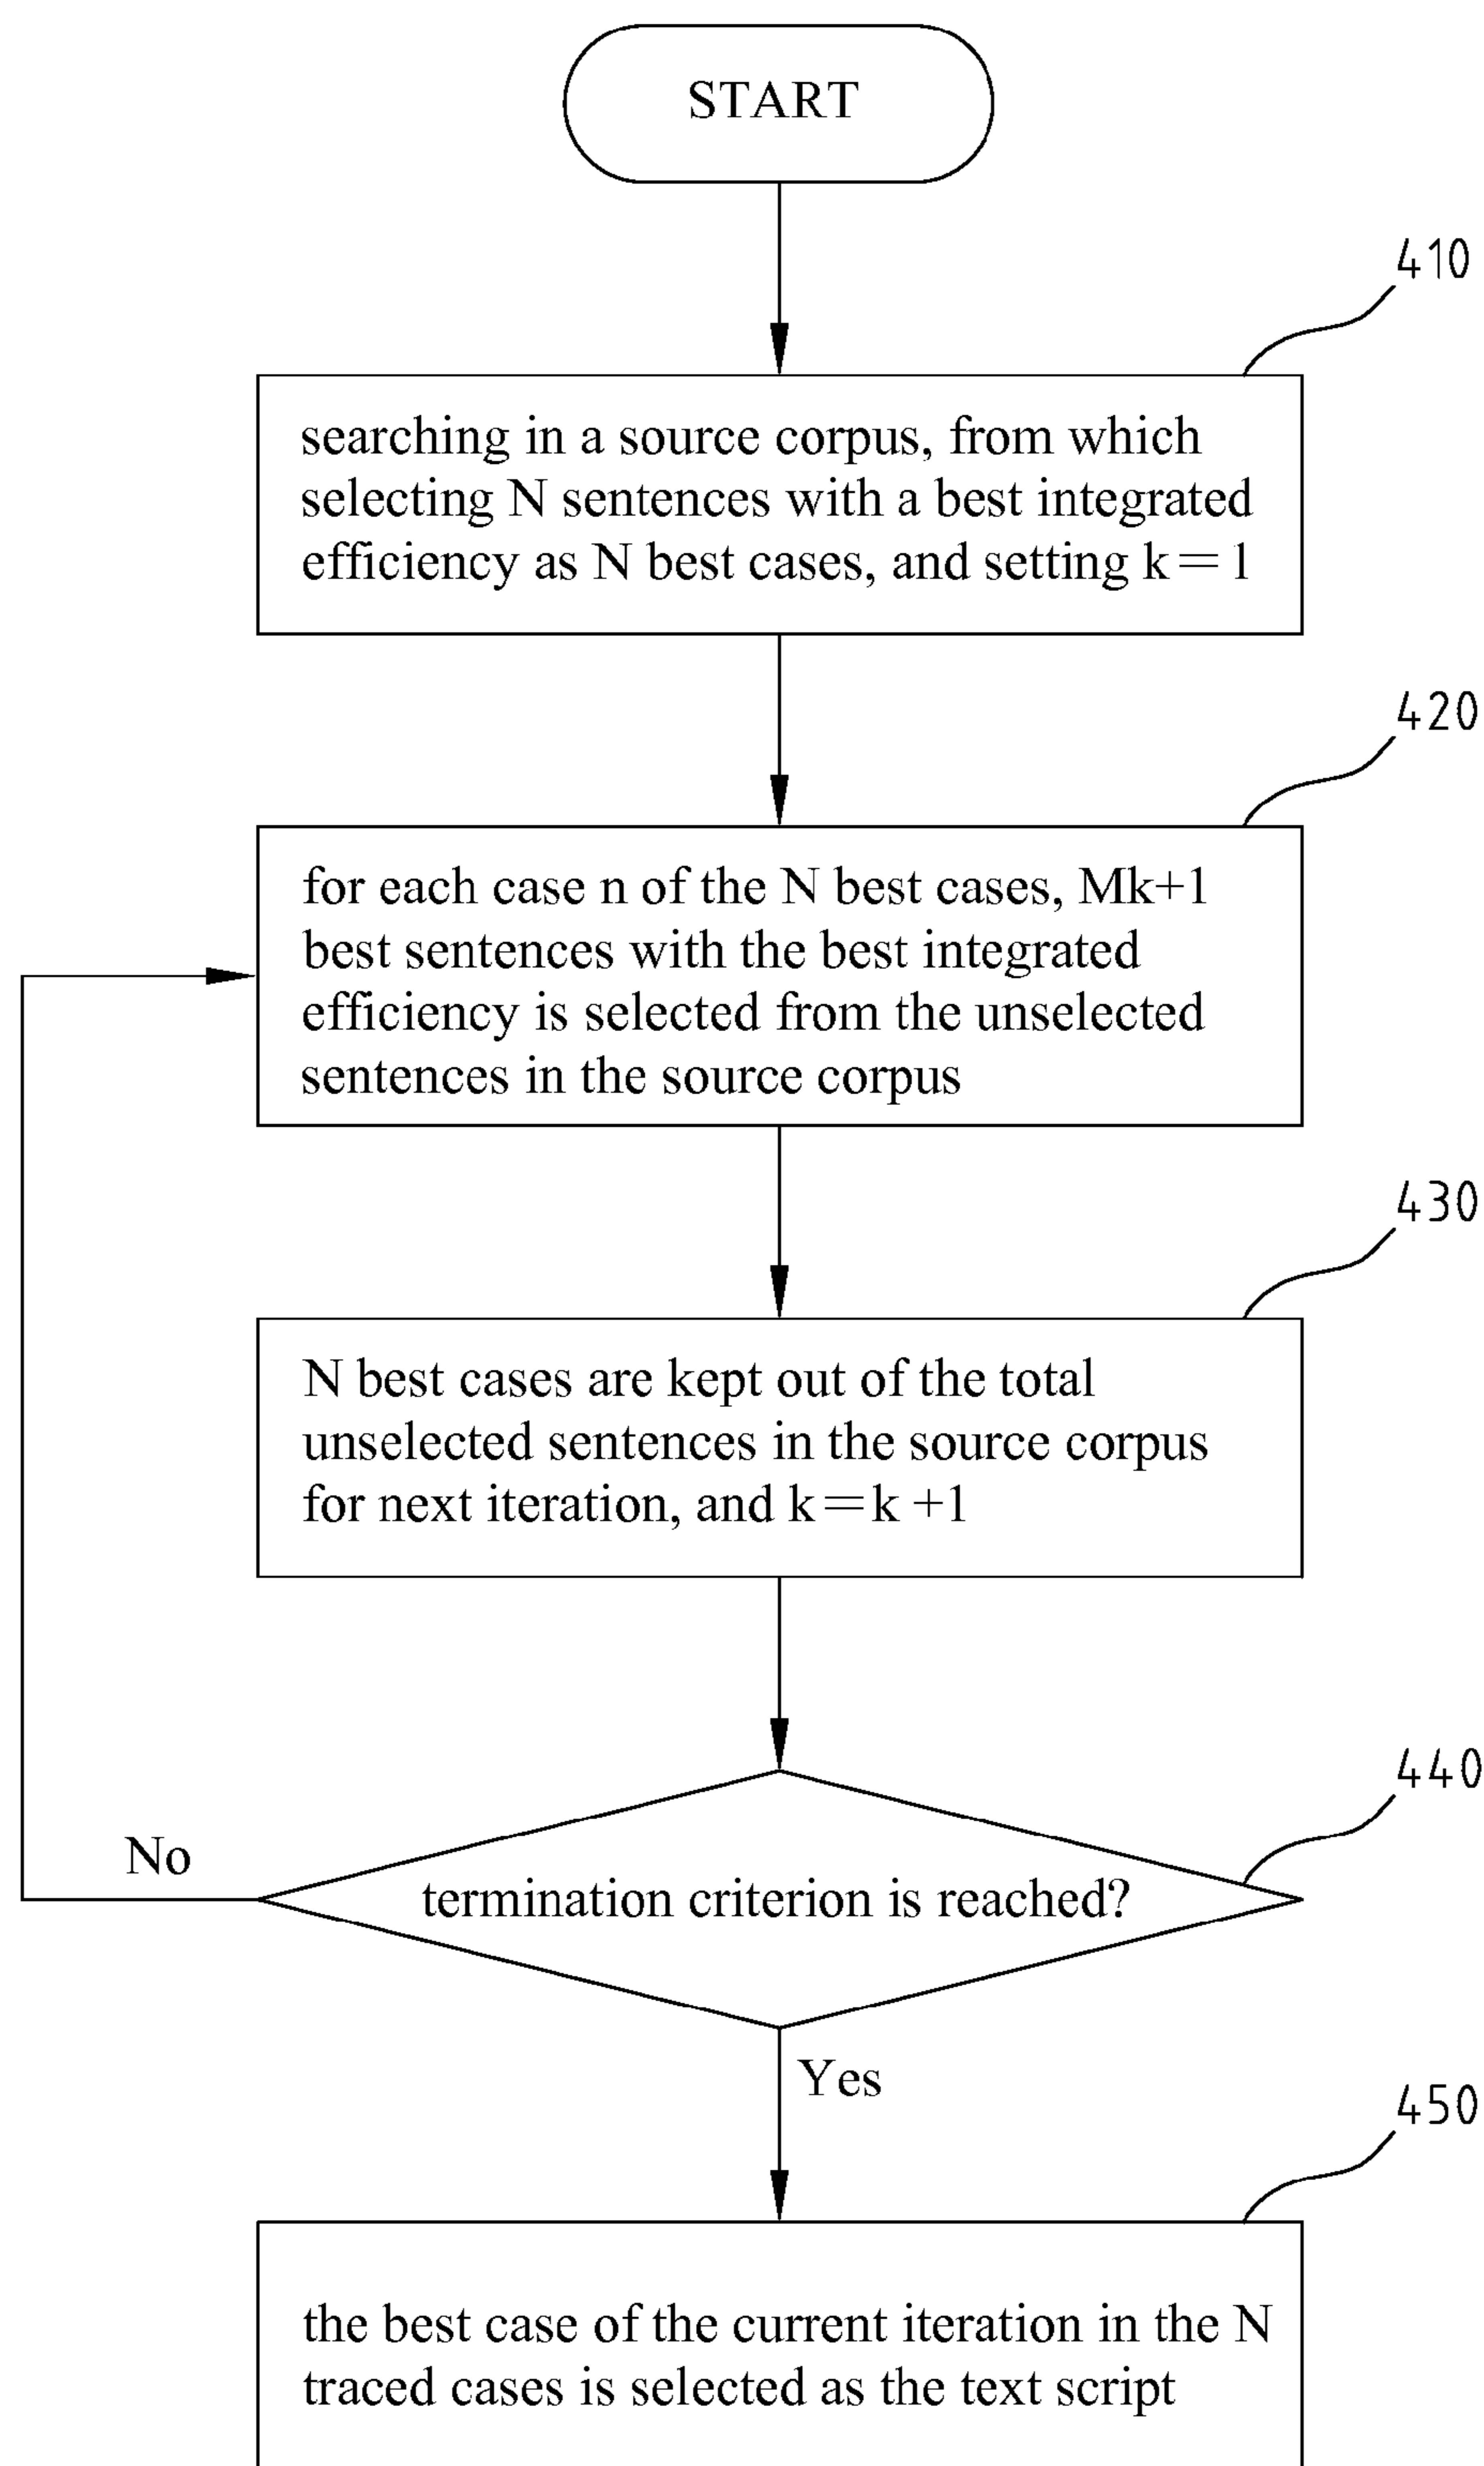 START
410
searching in a source corpus, from which
selecting N sentences with a best integrated
efficiency as N best cases, and setting k=1
420
for each case n of the N best cases, Mk+1
best sentences with the best integrated
efficiency is selected from the unselected
sentences in the source corpus
430
N best cases are kept out of the total
unselected sentences in the source corpus
for next iteration, and k=k +1
440
No
termination criterion is reached?
Yes
450
the best case of the current iteration in the N
traced cases is selected as the text script